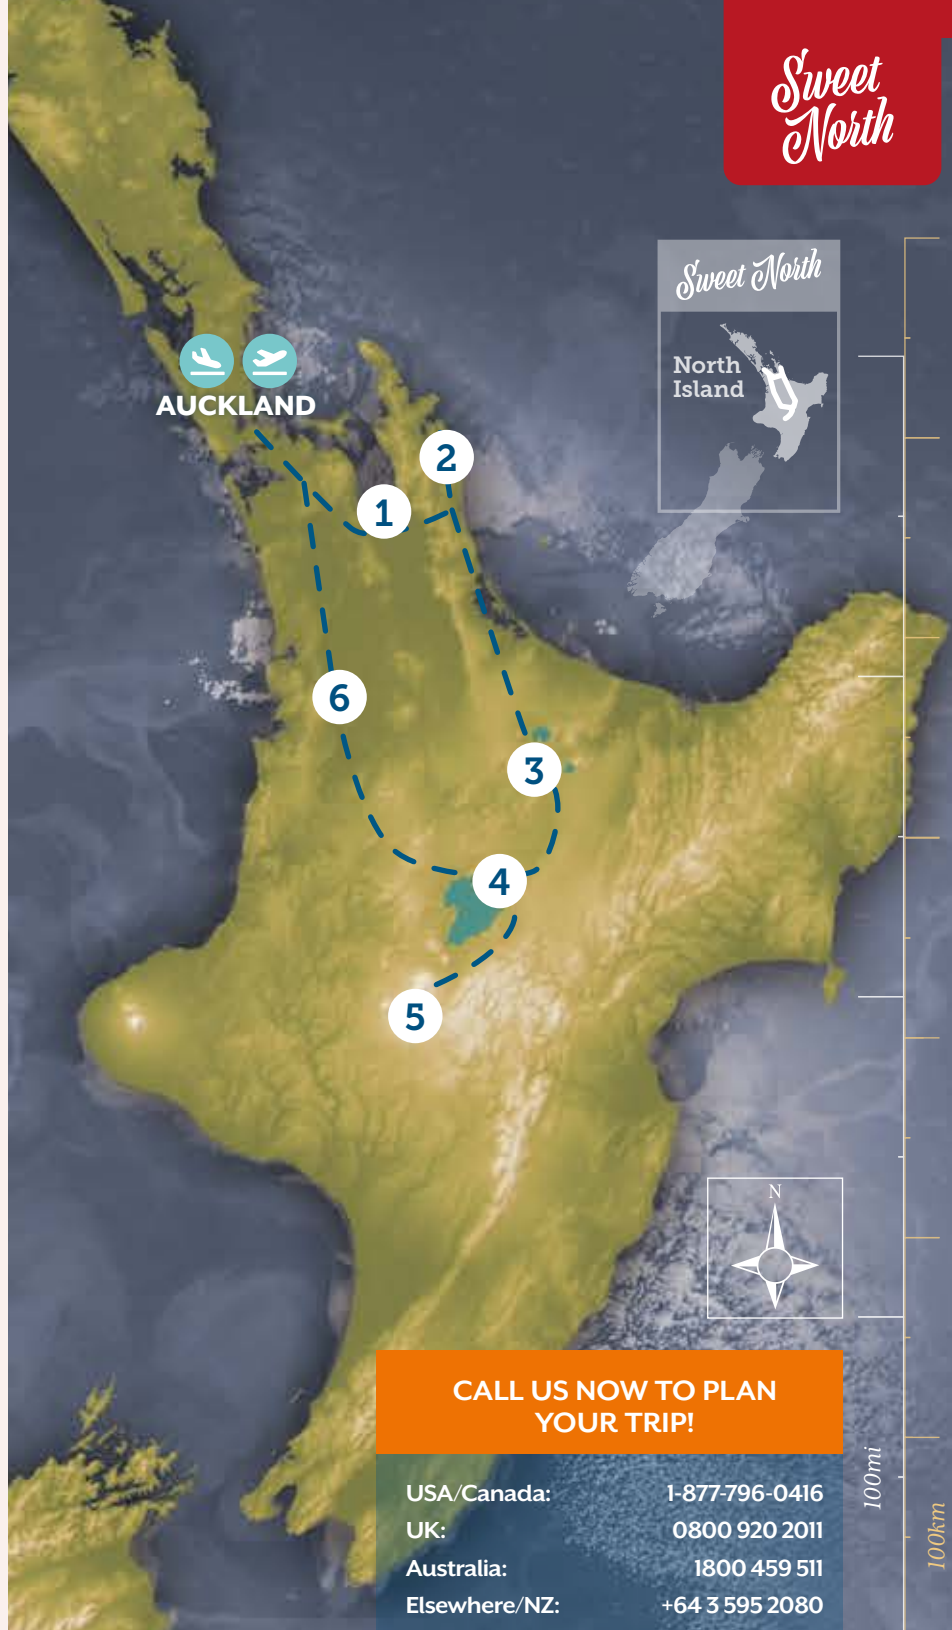 Sweet
North
Sweet North
North
Island
AUCKLAND
2
1
6
3
4
5
N
CALL US NOW TO PLAN
YOUR TRIP!
USA/Canada: 1-877-796-0416
UK: 0800 920 2011
Australia: 1800 459 511
Elsewhere/NZ: +64 3 595 2080
100mi
100km